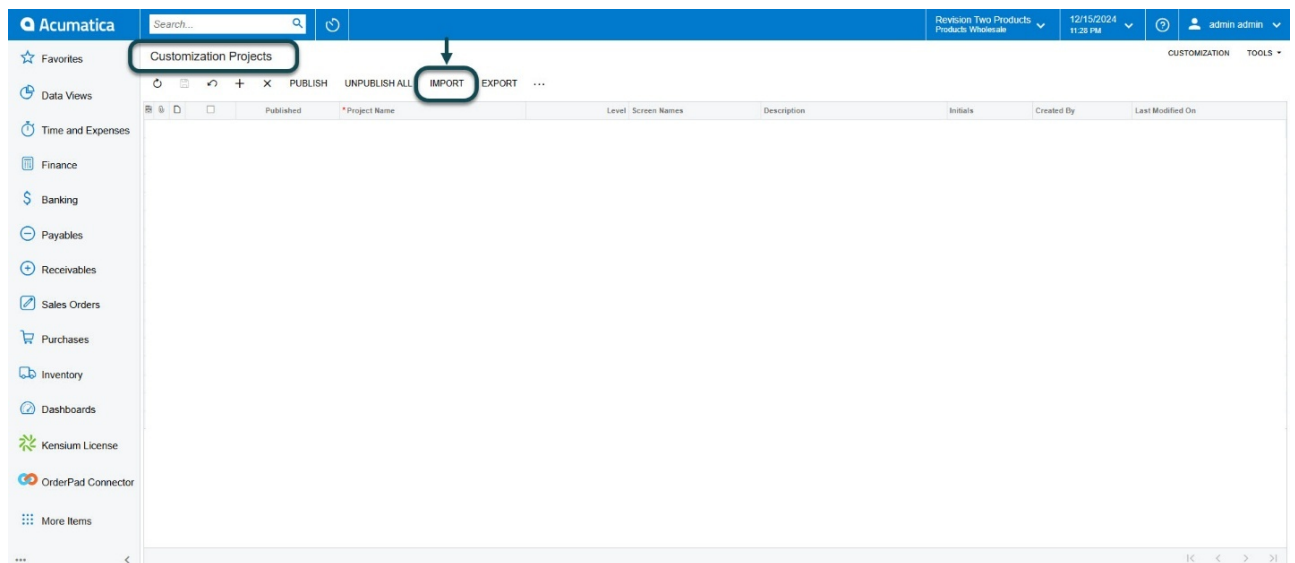 Acumatica
Search...
Revision Two Products
Products Wholesale
12/15/2024
11:28 PM
admin admin
Favorites
Data Views
Time and Expenses
Finance
Banking
Payables
Receivables
Sales Orders
Purchases
Inventory
Dashboards
Kensium License
OrderPad Connector
More Items
Customization Projects
CUSTOMIZATION TOOLS
PUBLISH UNPUBLISH ALL IMPORT EXPORT ...
Published *Project Name Level Screen Names Description Initials Created By Last Modified On